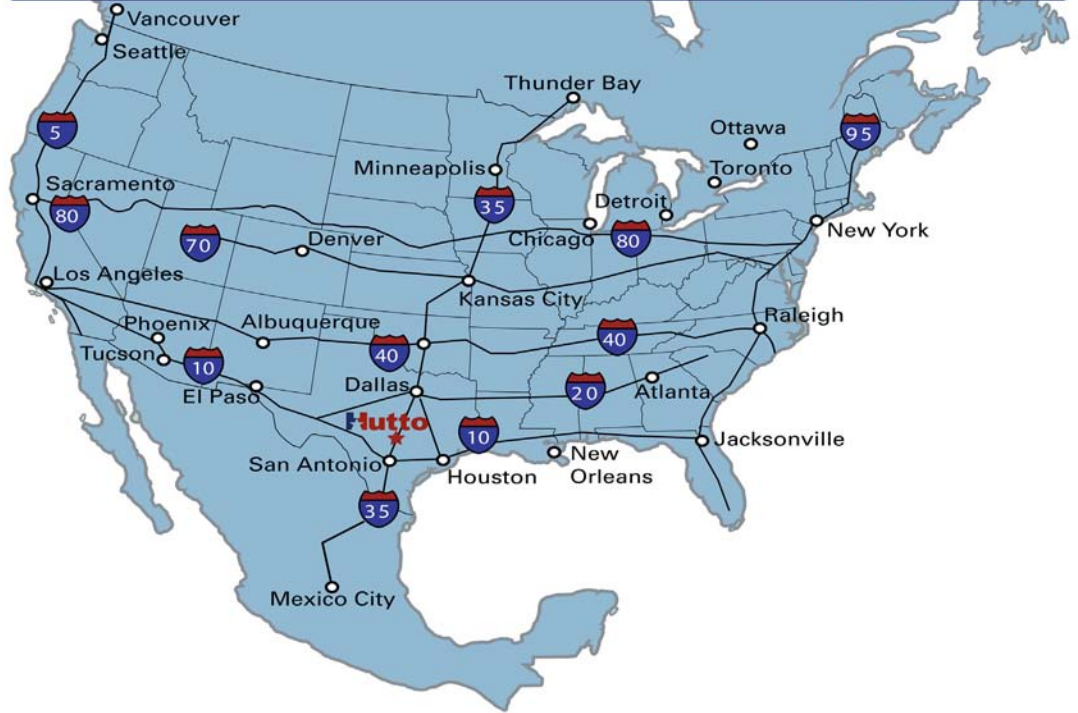 Vancouver
Seattle
Thunder Bay
5
Ottawa
95
Minneapolis
Toronto
Sacramento
35
Detroit
80
70
Denver
Chicago
80
New York
Los Angeles
Kansas City
Phoenix
Albuquerque
40
Raleigh
Tucson
10
40
El Paso
Dallas
20
Atlanta
Hutto
10
Jacksonville
San Antonio
Houston
New
Orleans
35
Mexico City